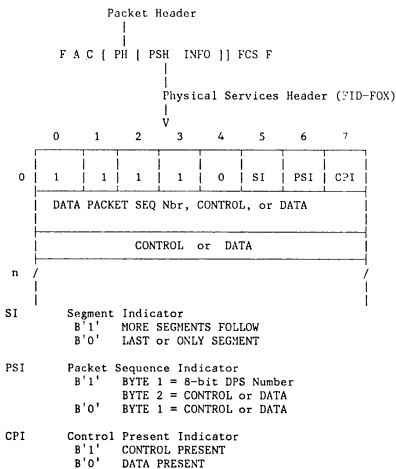 Packet Header
F A C [ PH [ PSH INFO ]] FCS F
Physical Services Header (FID-FOX)
V
0 1 2 3 4 5 6 7
0 1 1 1 1 0 SI PSI CPI
DATA PACKET SEQ Nbr, CONTROL, or DATA
CONTROL or DATA
n / /
SI Segment Indicator
B'1' MORE SEGMENTS FOLLOW
B'0' LAST or ONLY SEGMENT
PSI Packet Sequence Indicator
B'1' BYTE 1 = 8-bit DPS Number
BYTE 2 = CONTROL or DATA
B'0' BYTE 1 = CONTROL or DATA
CPI Control Present Indicator
B'1' CONTROL PRESENT
B'0' DATA PRESENT